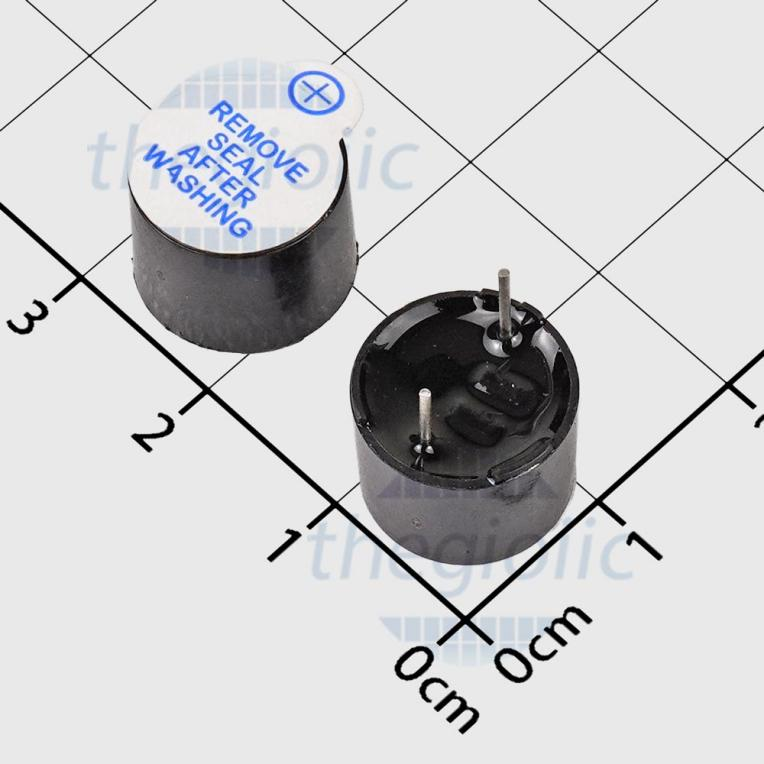 thegioiic
REMOVE
SEAL
AFTER
WASHING
3
2
1
0cm
0cm
1
thegioiic